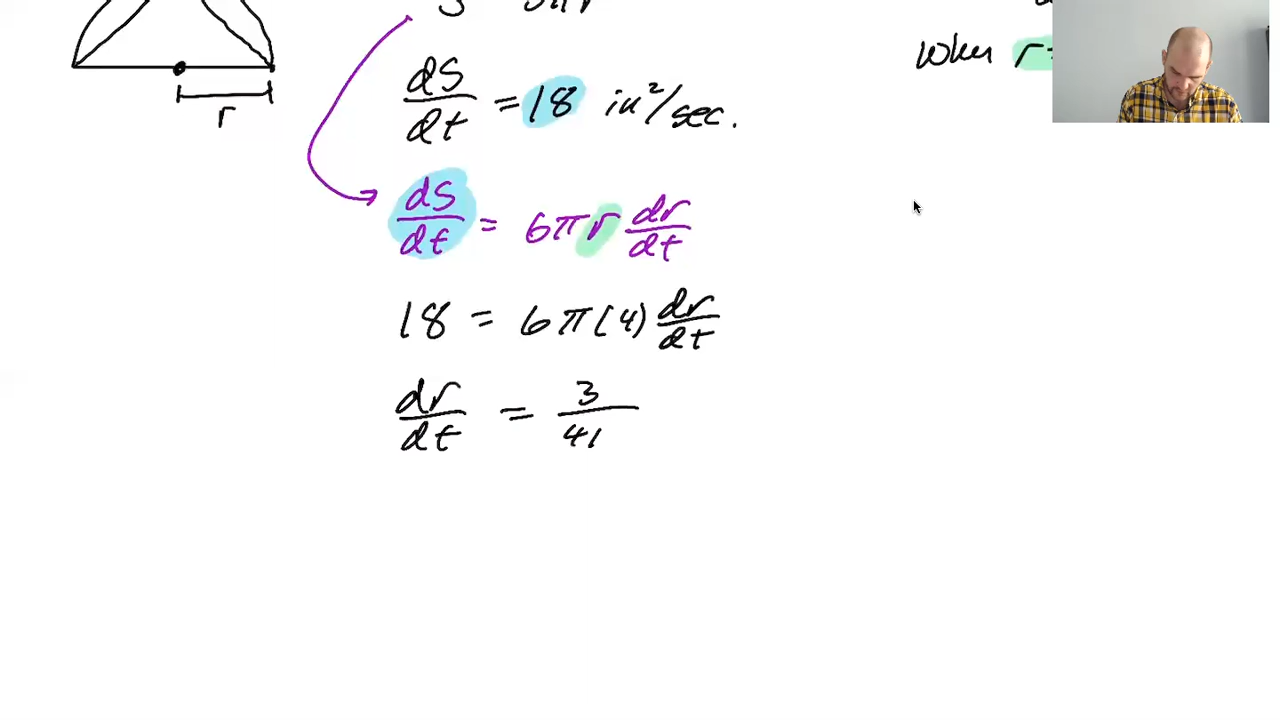 r
dS/dt = 18 in²/sec.
dS/dt = 6πr dr/dt
18 = 6π(4) dr/dt
dr/dt = 3/41
when r=